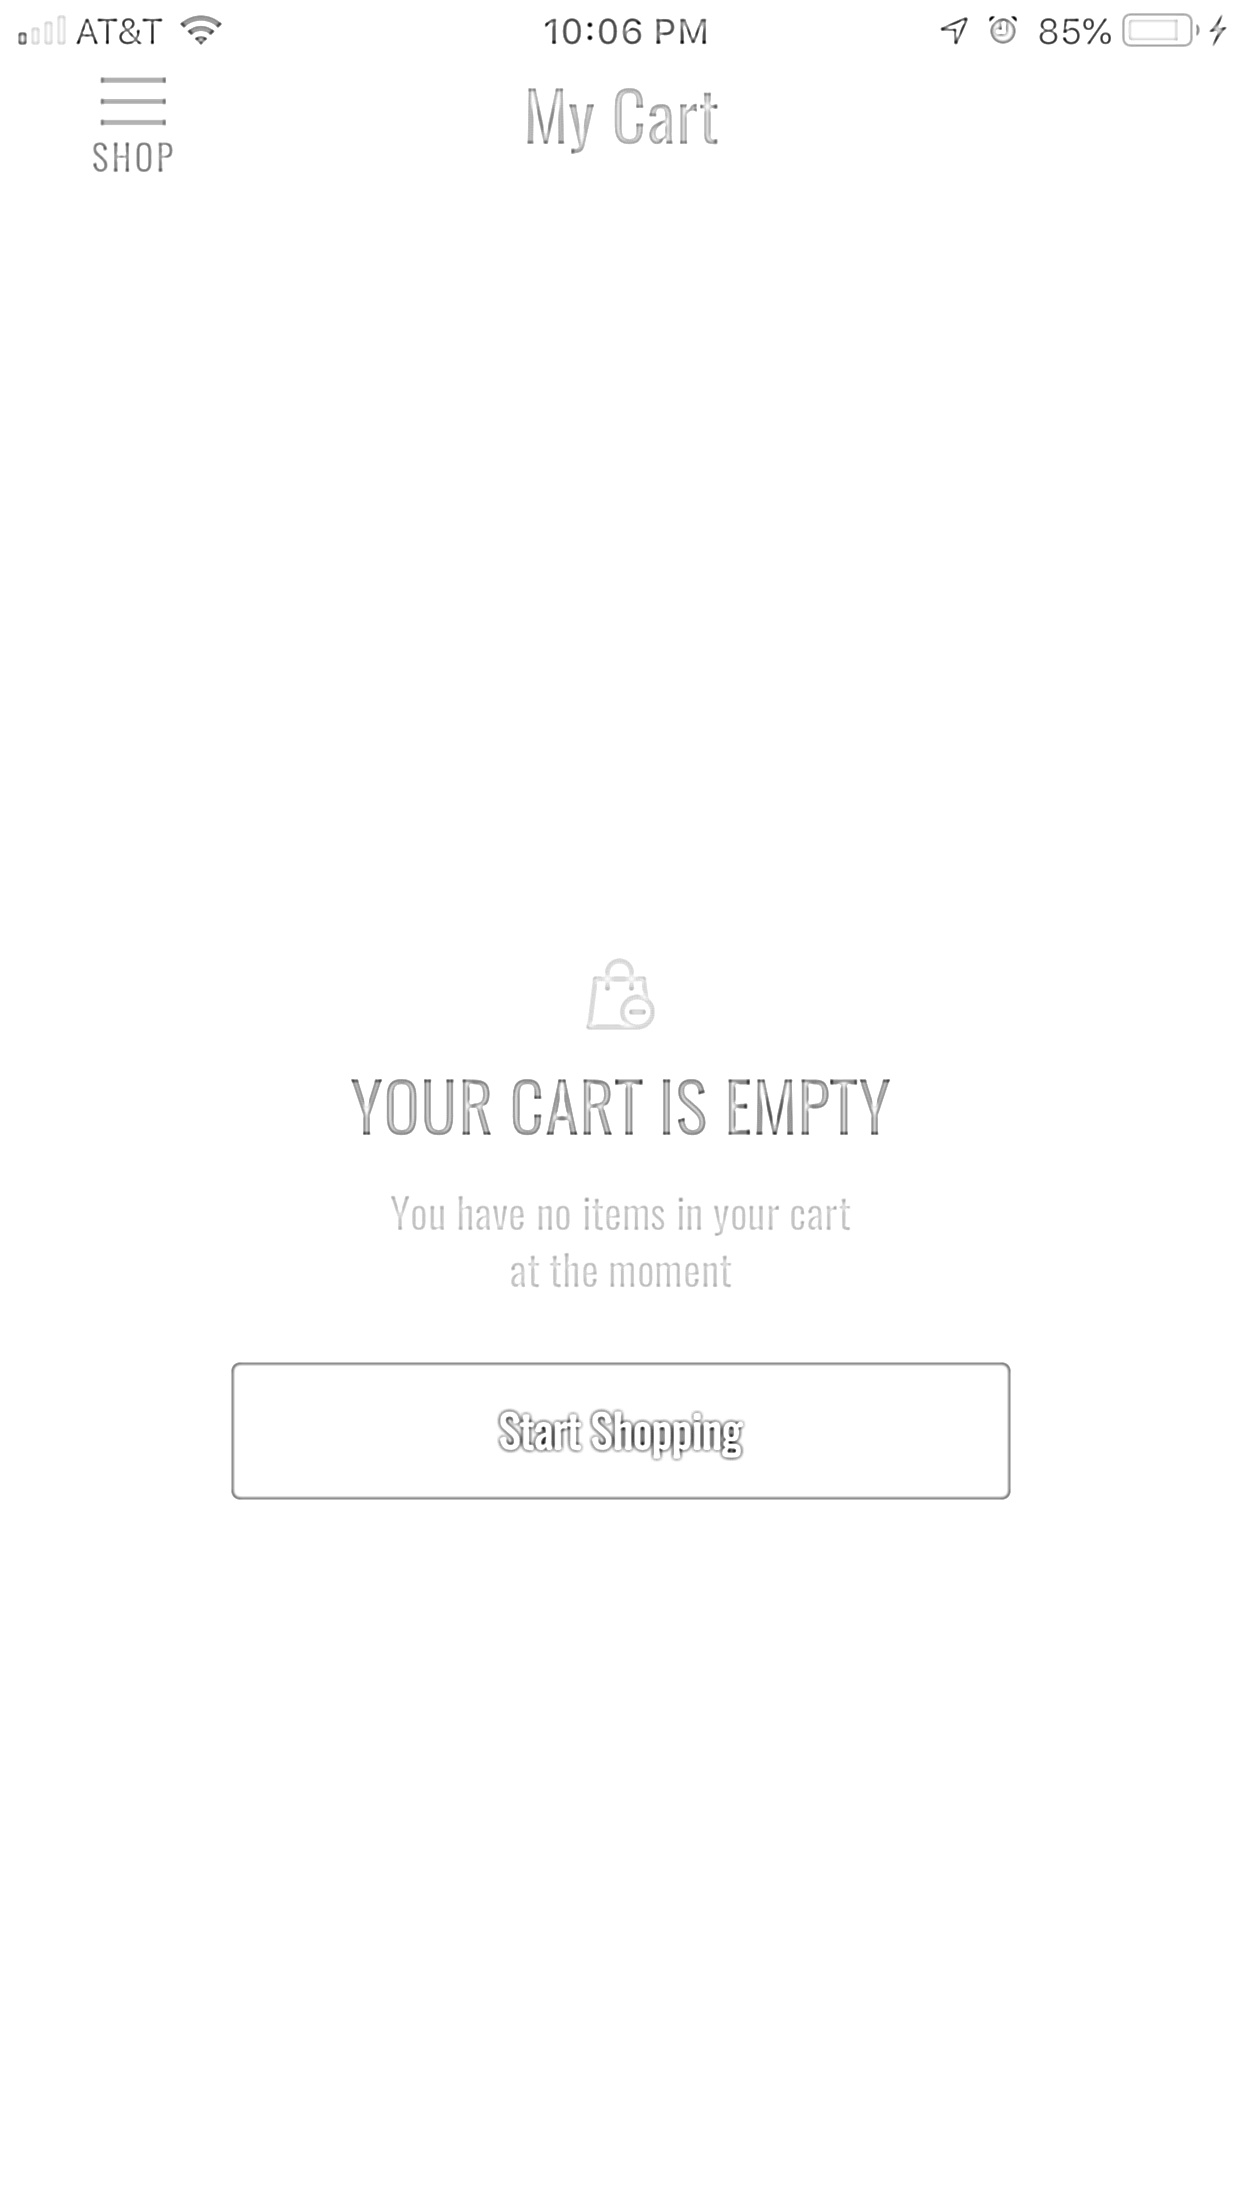 AT&T 10:06 PM 85%
My Cart
SHOP
YOUR CART IS EMPTY
You have no items in your cart
at the moment
Start Shopping